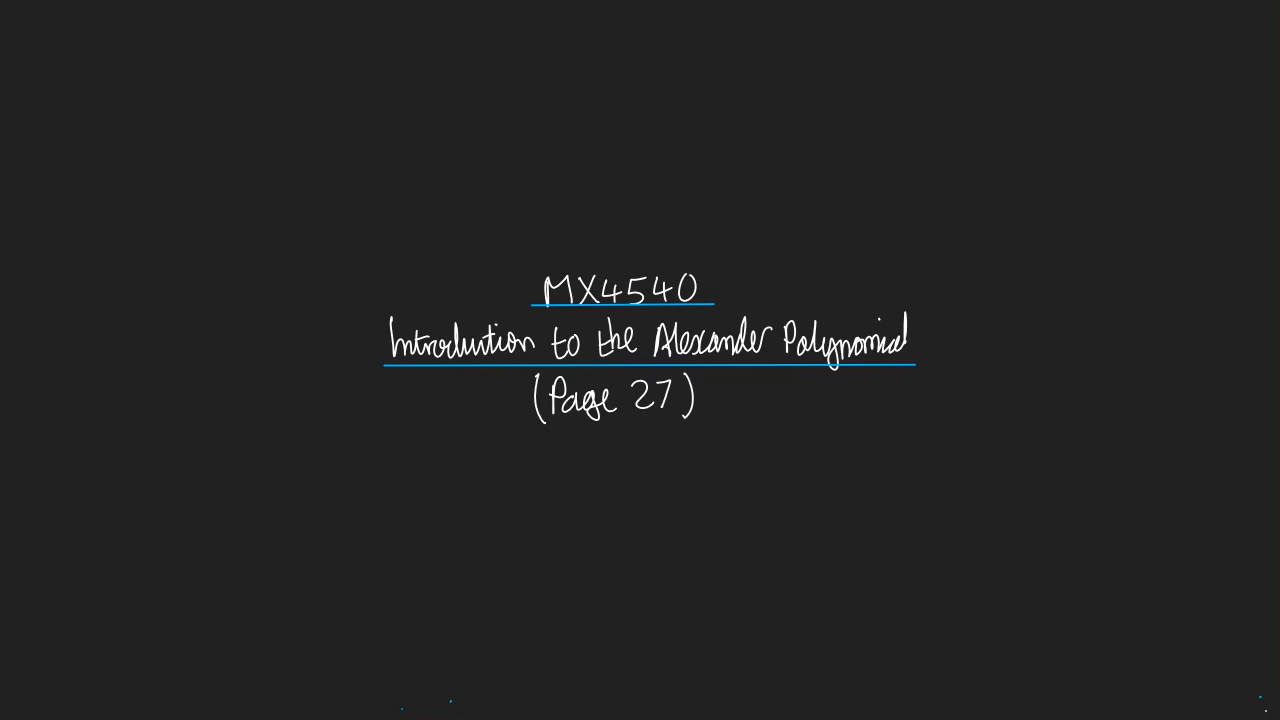 MX4540
Introduction to the Alexander Polynomial
(Page 27)